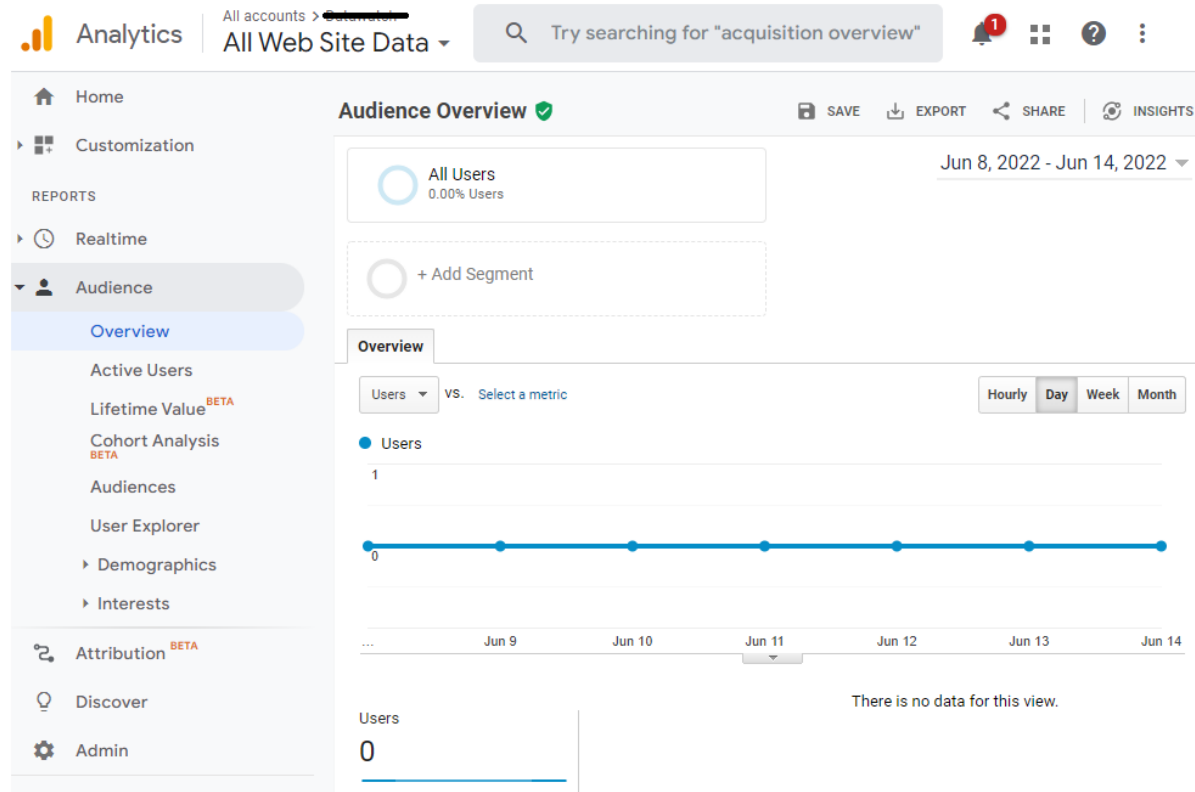 All accounts >
Analytics
All Web Site Data
Try searching for "acquisition overview"
1
Home
Customization
REPORTS
Realtime
Audience
Overview
Active Users
Lifetime Value BETA
Cohort Analysis
BETA
Audiences
User Explorer
Demographics
Interests
Attribution BETA
Discover
Admin
Audience Overview
SAVE
EXPORT
SHARE
INSIGHTS
Jun 8, 2022 - Jun 14, 2022
All Users
0.00% Users
+ Add Segment
Overview
Users
VS.
Select a metric
Hourly
Day
Week
Month
Users
1
0
...
Jun 9
Jun 10
Jun 11
Jun 12
Jun 13
Jun 14
There is no data for this view.
Users
0